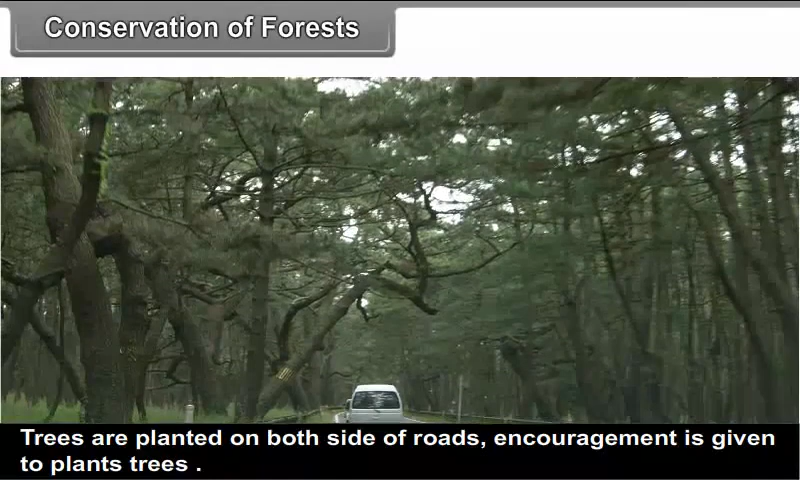 Conservation of Forests
Trees are planted on both side of roads, encouragement is given
to plants trees .